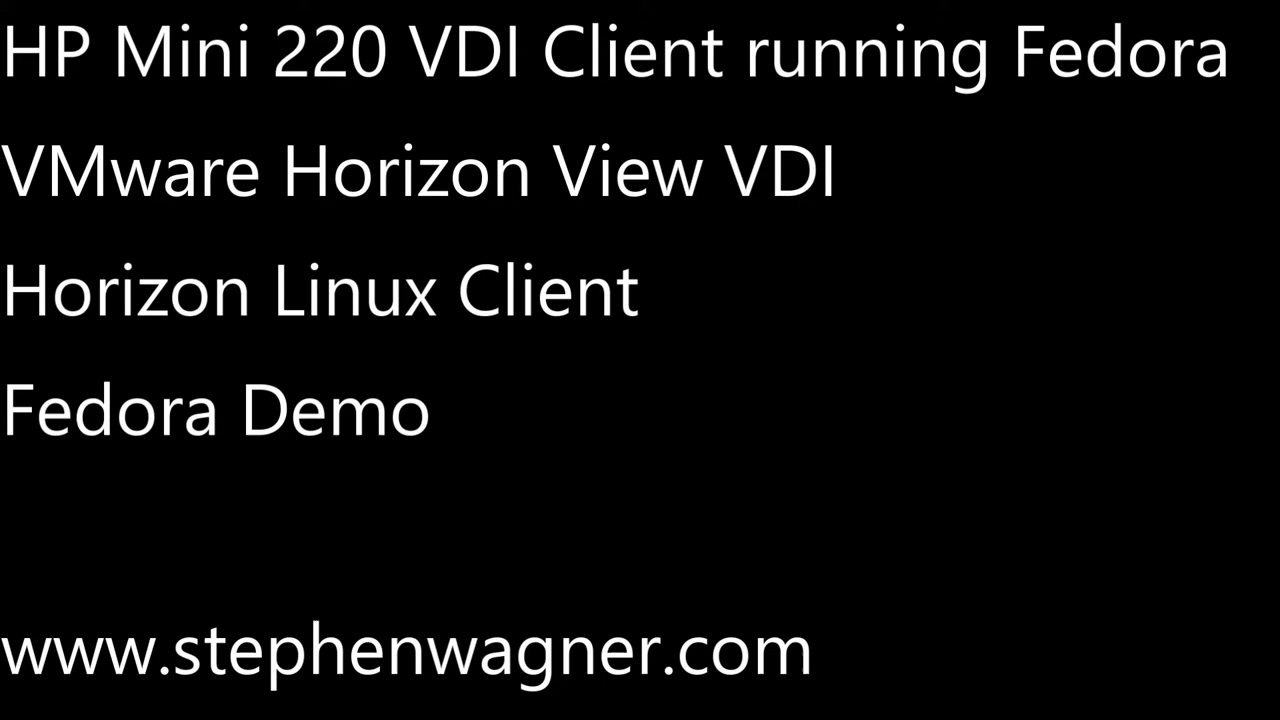 HP Mini 220 VDI Client running Fedora
VMware Horizon View VDI
Horizon Linux Client
Fedora Demo
www.stephenwagner.com